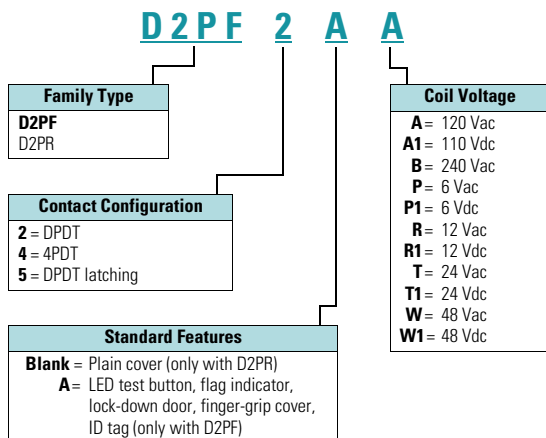 D2PF 2 A A
Family Type
D2PF
D2PR
Contact Configuration
2 = DPDT
4 = 4PDT
5 = DPDT latching
Standard Features
Blank = Plain cover (only with D2PR)
A = LED test button, flag indicator,
lock-down door, finger-grip cover,
ID tag (only with D2PF)
Coil Voltage
A = 120 Vac
A1 = 110 Vdc
B = 240 Vac
P = 6 Vac
P1 = 6 Vdc
R = 12 Vac
R1 = 12 Vdc
T = 24 Vac
T1 = 24 Vdc
W = 48 Vac
W1 = 48 Vdc